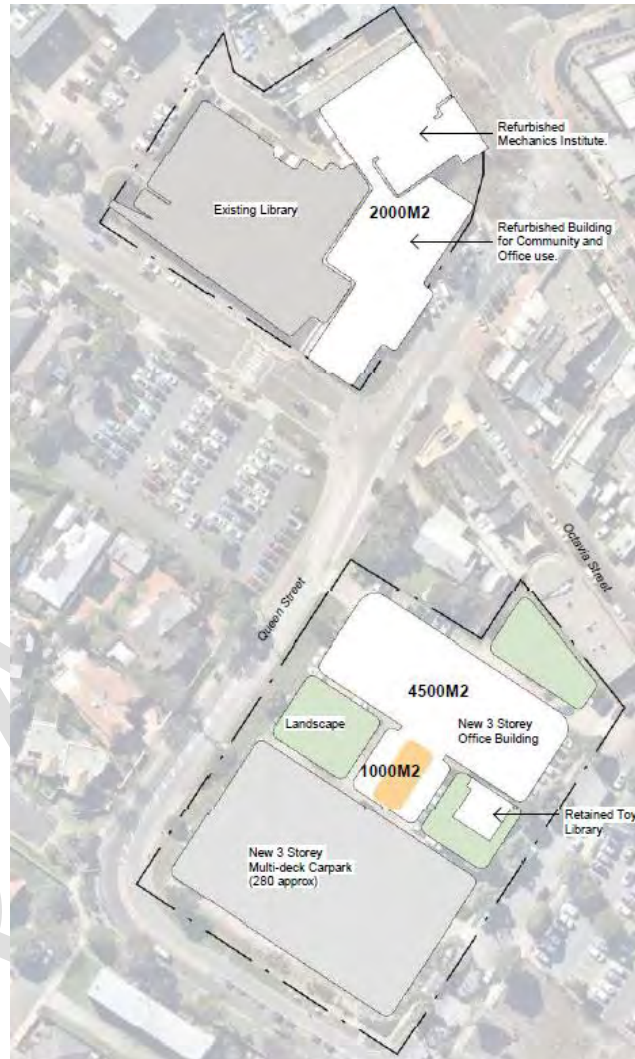 Refurbished
Mechanics Institute.
Existing Library
2000M2
Refurbished Building
for Community and
Office use.
Octavia Street
Queen Street
4500M2
Landscape
New 3 Storey
Office Building
1000M2
Retained Toy
Library
New 3 Storey
Multi-deck Carpark
(280 approx)